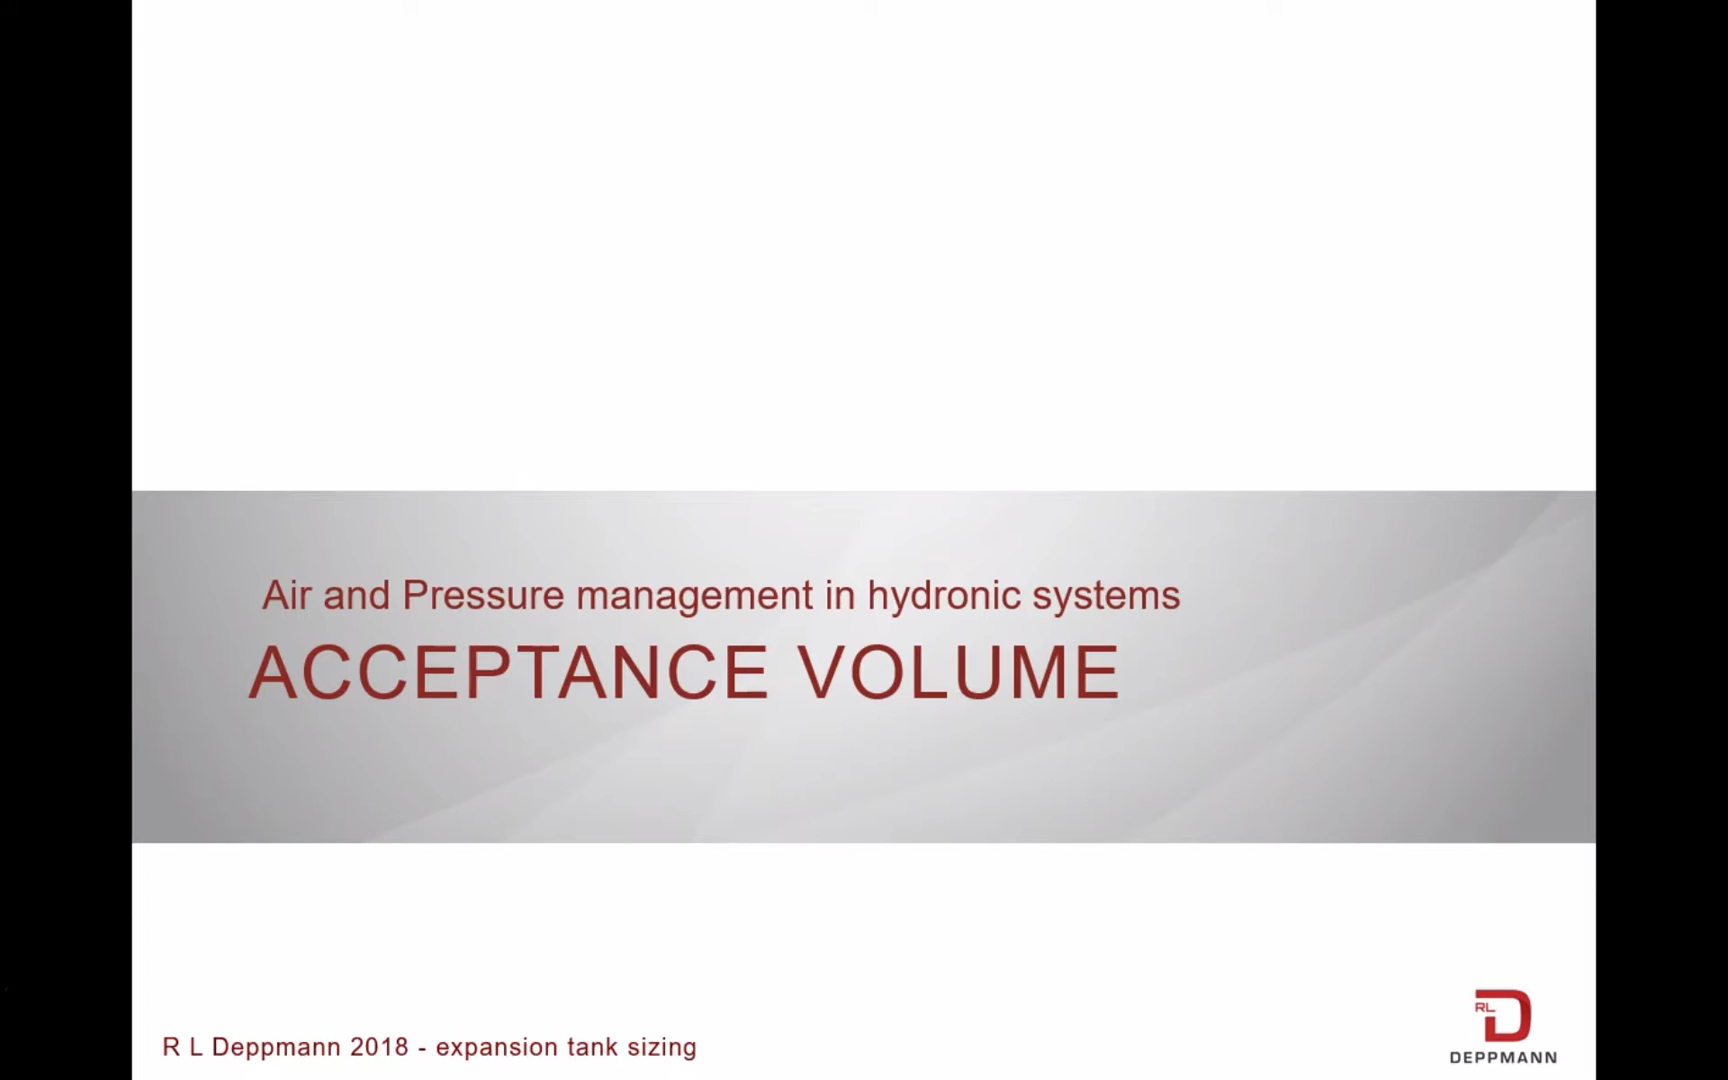 Air and Pressure management in hydronic systems
ACCEPTANCE VOLUME
R L Deppmann 2018 - expansion tank sizing
RL
DEPPMANN